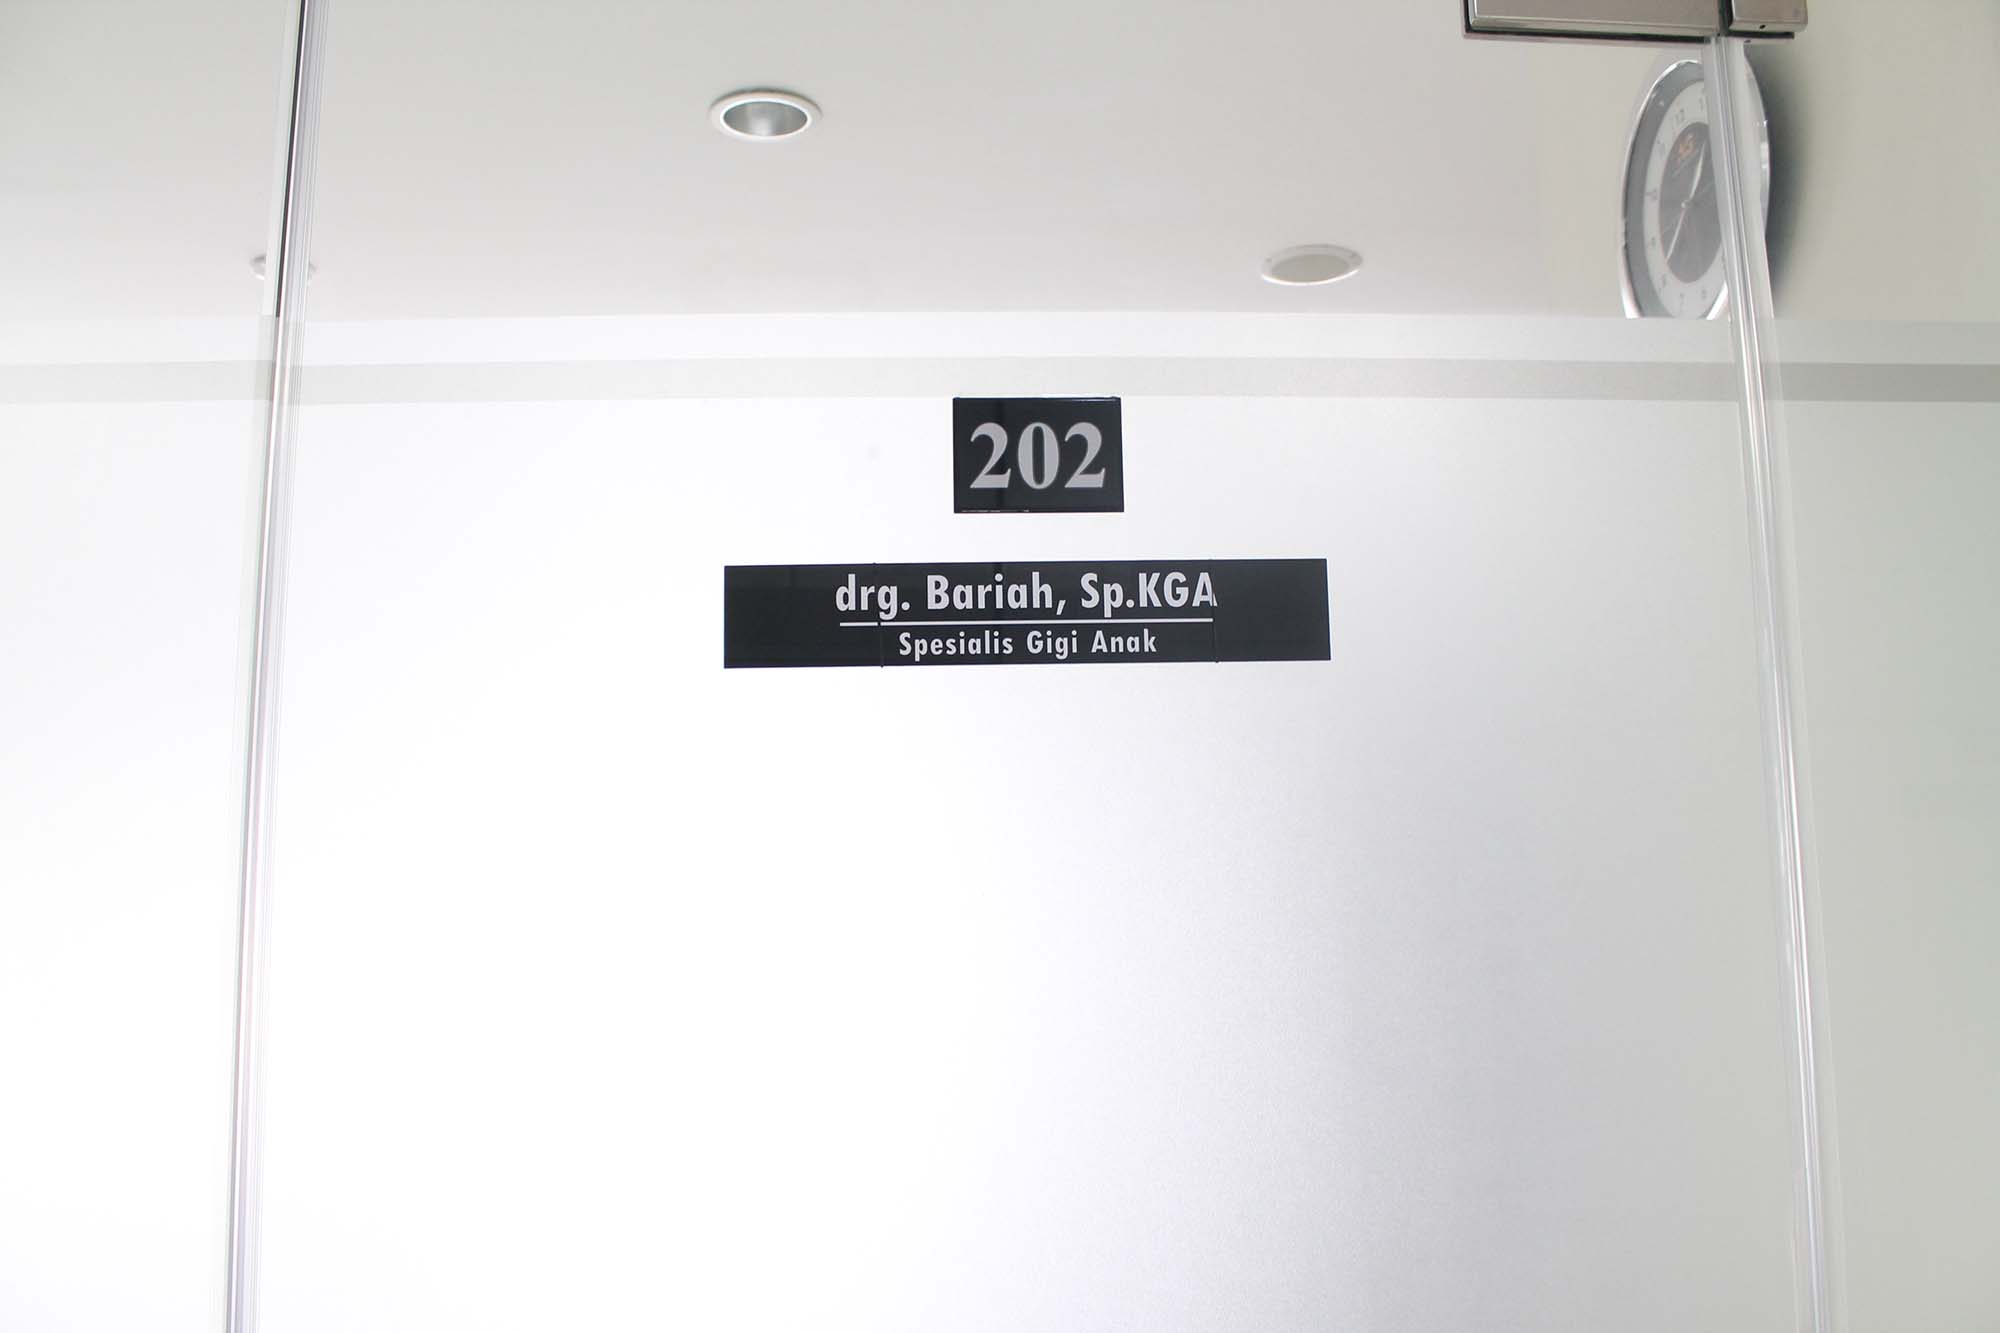 202
drg. Bariah, Sp.KGA
Spesialis Gigi Anak